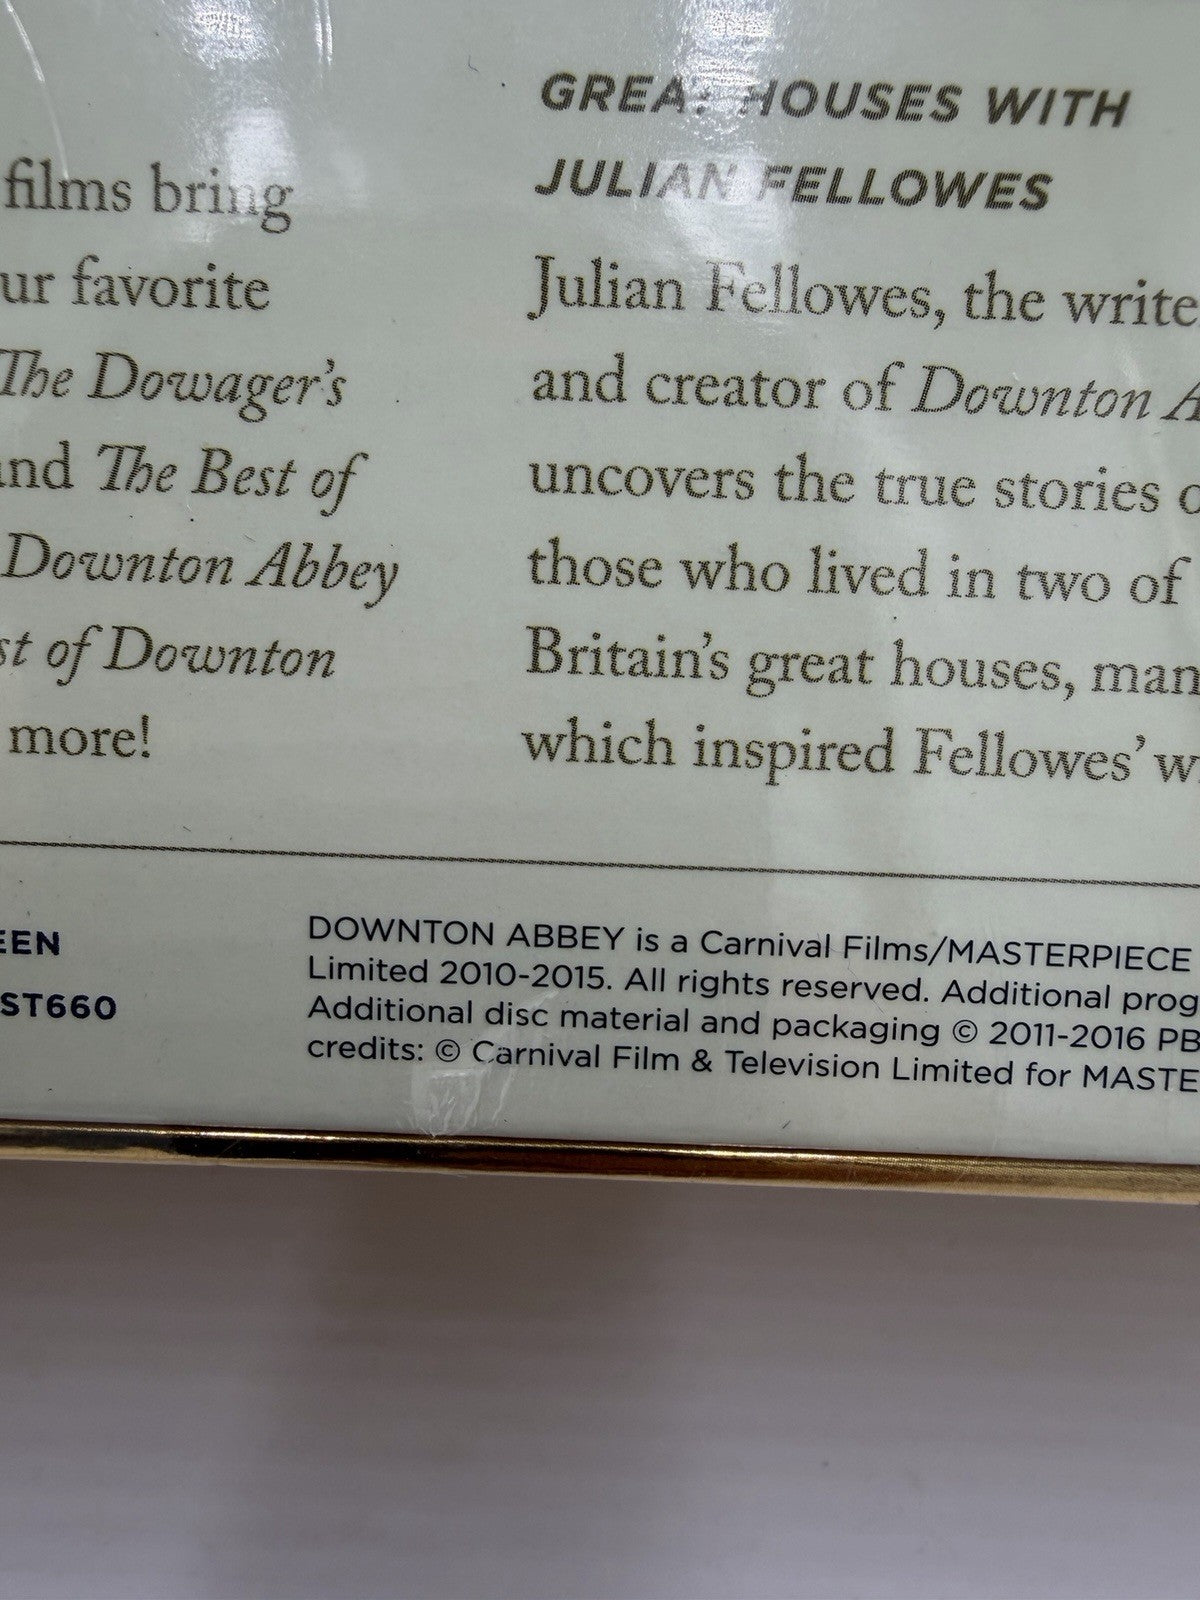 films bring
ur favorite
The Dowager's
and The Best of
Downton Abbey
st of Downton
more!
GREAT HOUSES WITH
JULIAN FELLOWES
Julian Fellowes, the write
and creator of Downton A
uncovers the true stories o
those who lived in two of
Britain's great houses, man
which inspired Fellowes' w
EEN
ST660
DOWNTON ABBEY is a Carnival Films/MASTERPIECE
Limited 2010-2015. All rights reserved. Additional prog
Additional disc material and packaging © 2011-2016 PB
credits: © Carnival Film & Television Limited for MASTE